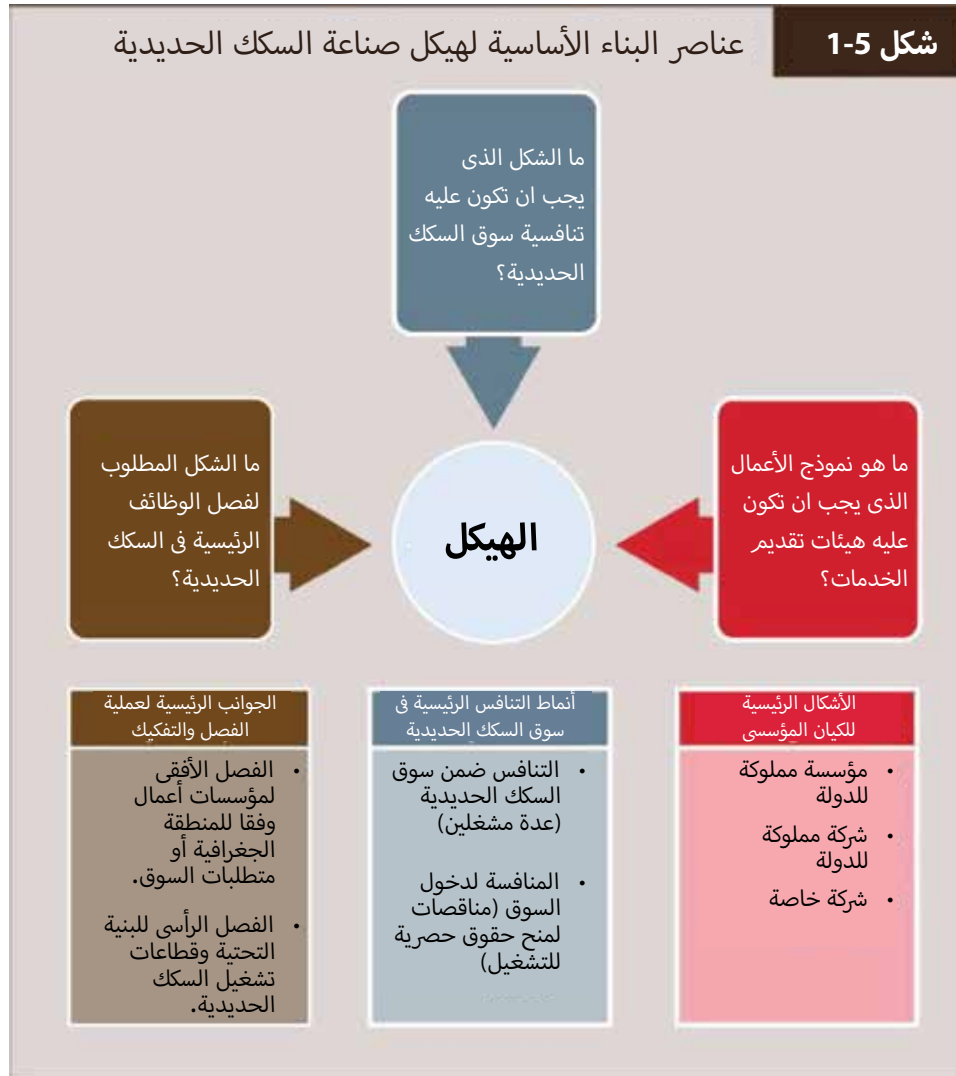 شكل 5-1
عناصر البناء الأساسية لهيكل صناعة السكك الحديدية
ما الشكل الذى
يجب ان تكون عليه
تنافسية سوق السكك
الحديدية؟
ما هو نموذج الأعمال
الذى يجب ان تكون
عليه هيئات تقديم
الخدمات؟
الهيكل
ما الشكل المطلوب
لفصل الوظائف
الرئيسية فى السكك
الحديدية؟
الأشكال الرئيسية
للكيان المؤسسى
• مؤسسة مملوكة
للدولة
• شركة مملوكة
للدولة
• شركة خاصة
أنماط التنافس الرئيسية فى
سوق السكك الحديدية
• التنافس ضمن سوق
السكك الحديدية
(عدة مشغلين)
• المنافسة لدخول
السوق (مناقصات
لمنح حقوق حصرية
للتشغيل)
الجوانب الرئيسية لعملية
الفصل والتفكيك
• الفصل الأفقى
لمؤسسات أعمال
وفقا للمنطقة
الجغرافية أو
متطلبات السوق.
• الفصل الرأسى للبنية
التحتية وقطاعات
تشغيل السكك
الحديدية.